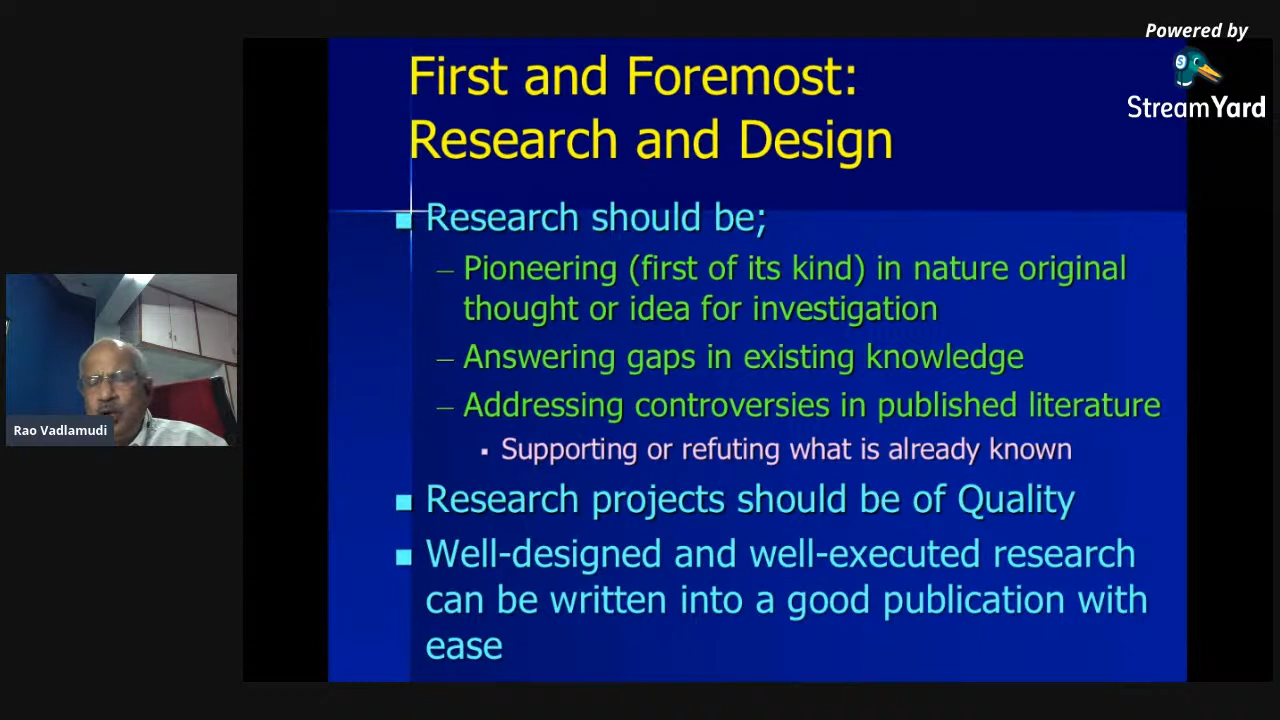 Powered by
StreamYard
First and Foremost:
Research and Design
Research should be;
– Pioneering (first of its kind) in nature original
thought or idea for investigation
– Answering gaps in existing knowledge
– Addressing controversies in published literature
▪ Supporting or refuting what is already known
Research projects should be of Quality
Well-designed and well-executed research
can be written into a good publication with
ease
Rao Vadlamudi